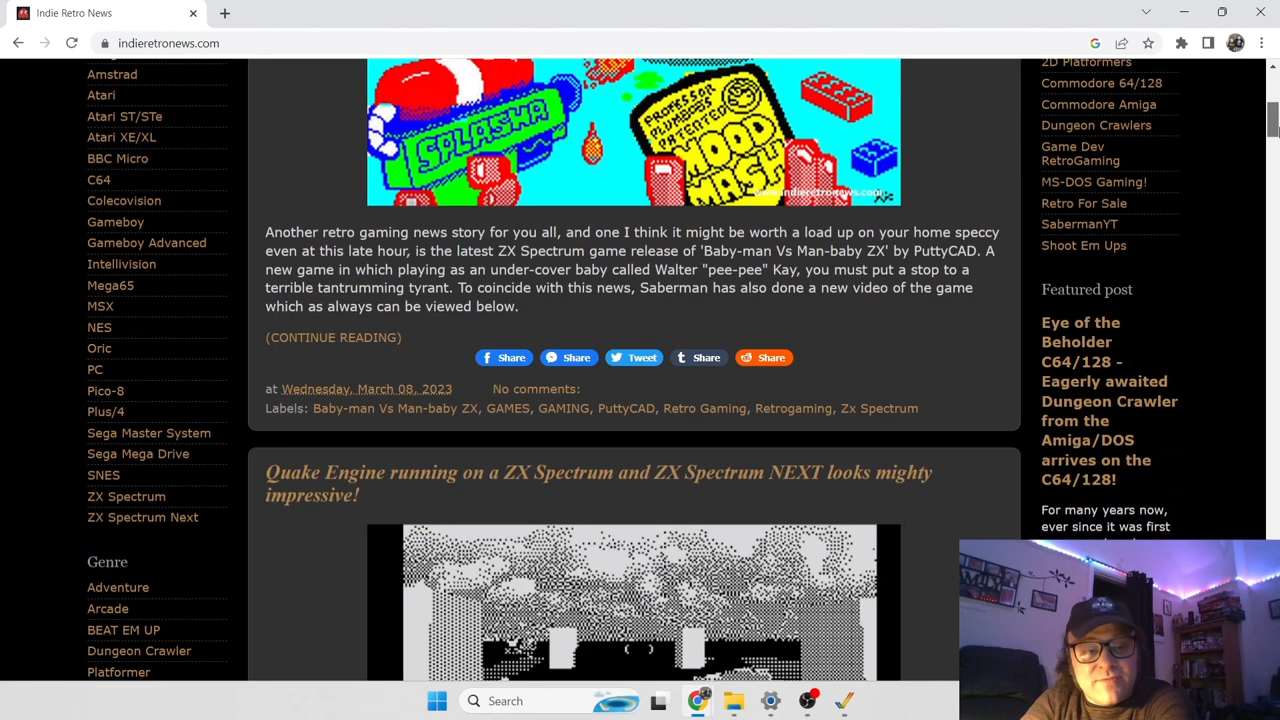 Indie Retro News
indieretronews.com
Amstrad
Atari
Atari ST/STe
Atari XE/XL
BBC Micro
C64
Colecovision
Gameboy
Gameboy Advanced
Intellivision
Mega65
MSX
NES
Oric
PC
Pico-8
Plus/4
Sega Master System
Sega Mega Drive
SNES
ZX Spectrum
ZX Spectrum Next
Genre
Adventure
Arcade
BEAT EM UP
Dungeon Crawler
Platformer
SPLASHA
PROFESSOR
PLUMBERS
PATENTED
MOOD
MASH
www.indieretronews.com
Another retro gaming news story for you all, and one I think it might be worth a load up on your home speccy
even at this late hour, is the latest ZX Spectrum game release of 'Baby-man Vs Man-baby ZX' by PuttyCAD. A
new game in which playing as an under-cover baby called Walter "pee-pee" Kay, you must put a stop to a
terrible tantrumming tyrant. To coincide with this news, Saberman has also done a new video of the game
which as always can be viewed below.
(CONTINUE READING)
Share
Share
Tweet
Share
Share
at Wednesday, March 08, 2023 No comments:
Labels: Baby-man Vs Man-baby ZX, GAMES, GAMING, PuttyCAD, Retro Gaming, Retrogaming, Zx Spectrum
Quake Engine running on a ZX Spectrum and ZX Spectrum NEXT looks mighty
impressive!
2D Platformers
Commodore 64/128
Commodore Amiga
Dungeon Crawlers
Game Dev
RetroGaming
MS-DOS Gaming!
Retro For Sale
SabermanYT
Shoot Em Ups
Featured post
Eye of the
Beholder
C64/128 -
Eagerly awaited
Dungeon Crawler
from the
Amiga/DOS
arrives on the
C64/128!
For many years now,
ever since it was first
Search